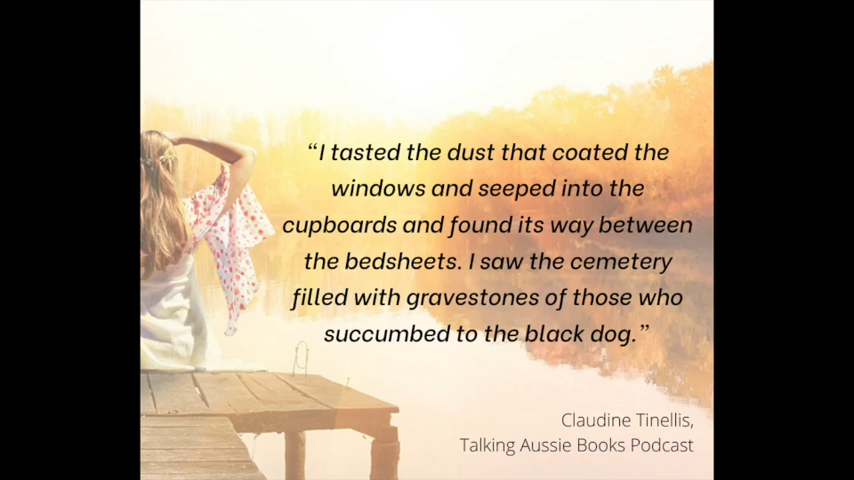 “I tasted the dust that coated the
windows and seeped into the
cupboards and found its way between
the bedsheets. I saw the cemetery
filled with gravestones of those who
succumbed to the black dog.”
Claudine Tinellis,
Talking Aussie Books Podcast